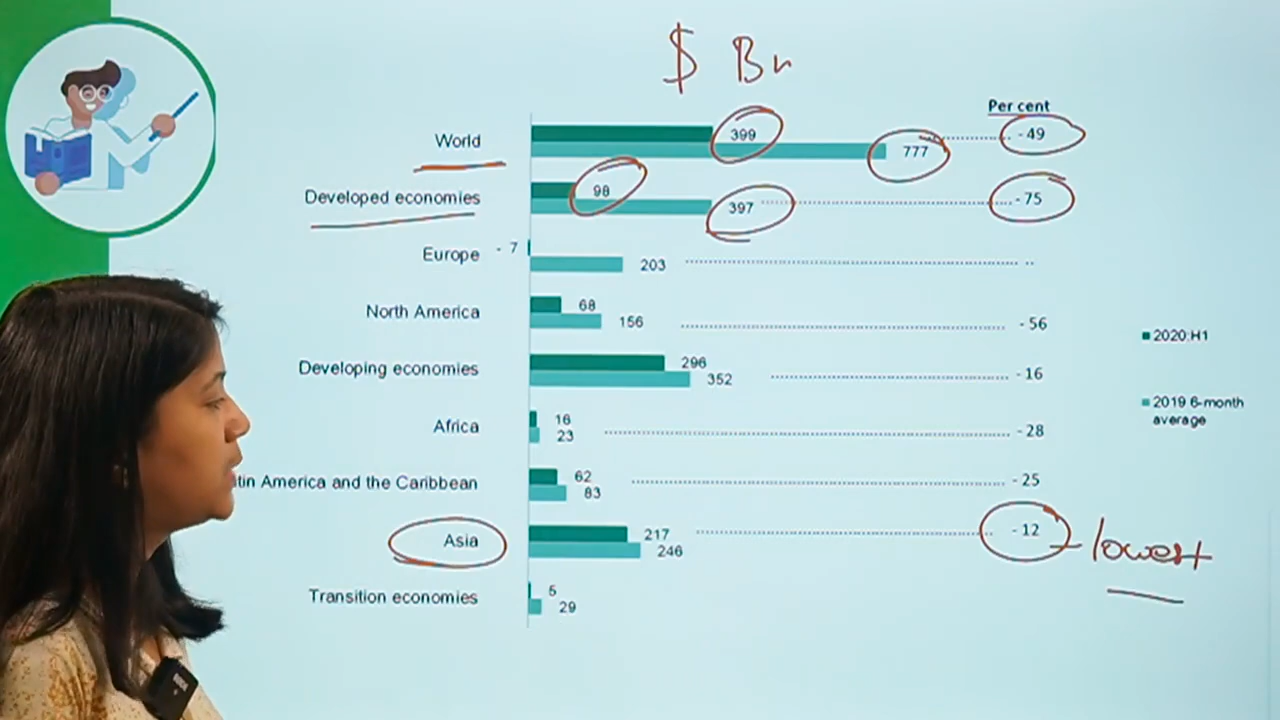 $ Bn
Per cent
World 399 777 - 49
Developed economies 98 397 - 75
Europe - 7 203 ..
North America 68 156 - 56
Developing economies 296 352 - 16
Africa 16 23 - 28
tin America and the Caribbean 62 83 - 25
Asia 217 246 - 12 lowest
Transition economies 5 29
2020:H1
2019 6-month
average